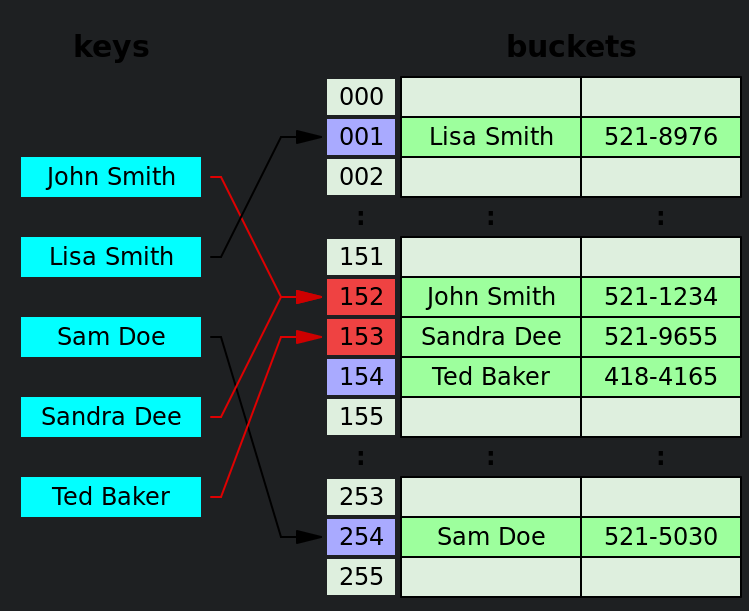 keys
buckets
000
001 Lisa Smith 521-8976
002
: : :
151
152 John Smith 521-1234
153 Sandra Dee 521-9655
154 Ted Baker 418-4165
155
: : :
253
254 Sam Doe 521-5030
255
John Smith
Lisa Smith
Sam Doe
Sandra Dee
Ted Baker